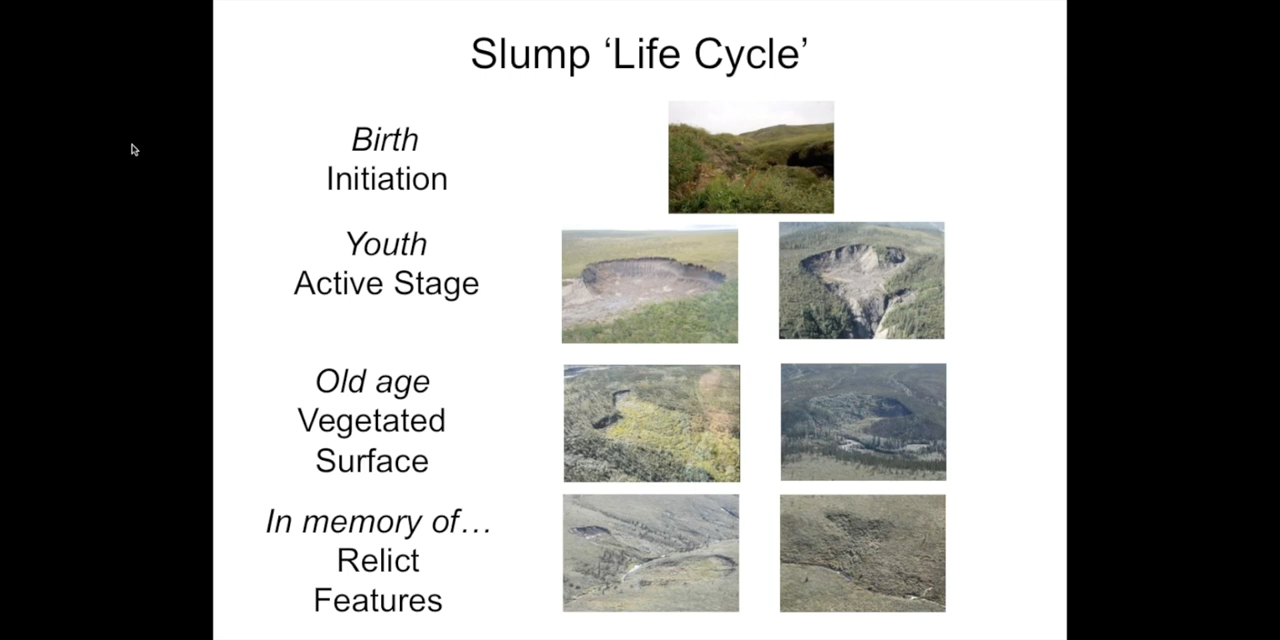 Slump ‘Life Cycle’
Birth
Initiation
Youth
Active Stage
Old age
Vegetated
Surface
In memory of…
Relict
Features